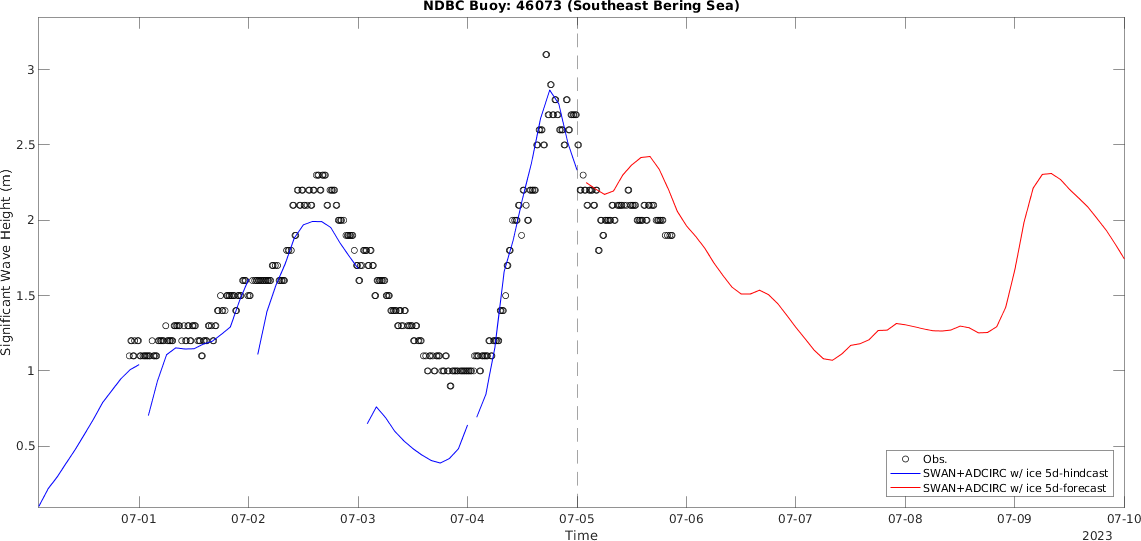 NDBC Buoy: 46073 (Southeast Bering Sea)
Significant Wave Height (m)
3
2.5
2
1.5
1
0.5
Obs.
SWAN+ADCIRC w/ ice 5d-hindcast
SWAN+ADCIRC w/ ice 5d-forecast
07-01 07-02 07-03 07-04 07-05 07-06 07-07 07-08 07-09 07-10
Time 2023